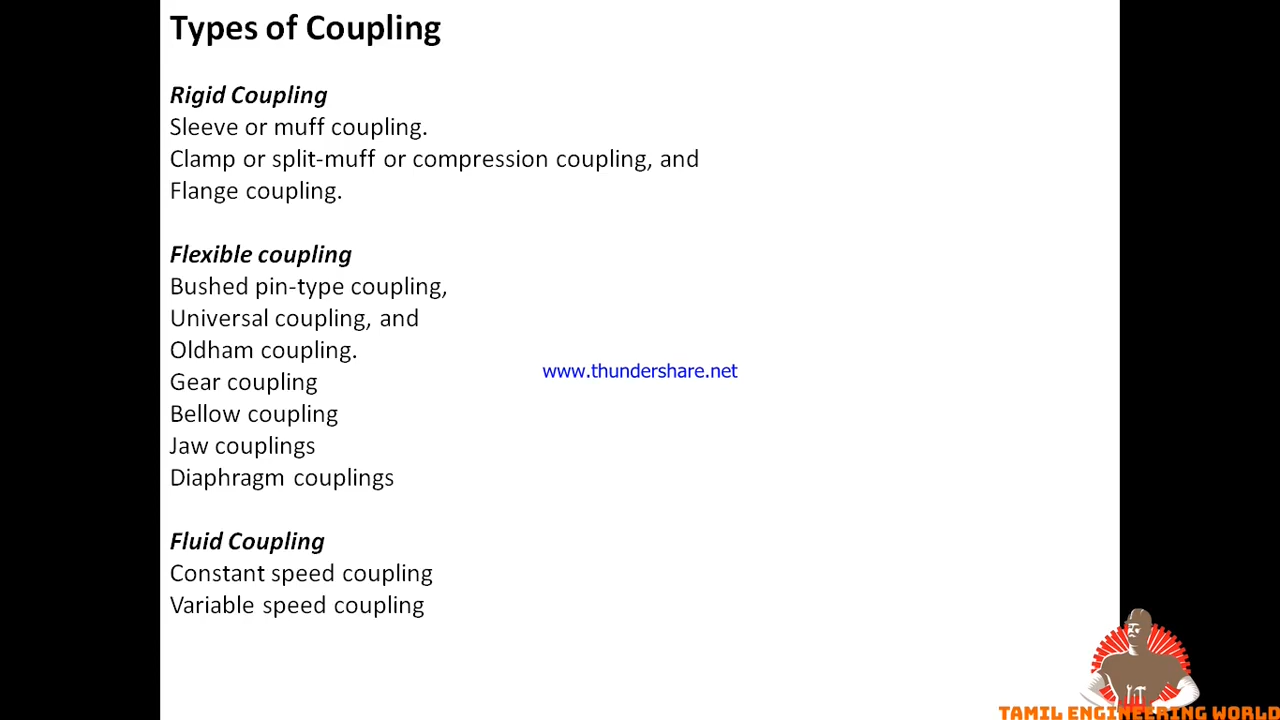 Types of Coupling
Rigid Coupling
Sleeve or muff coupling.
Clamp or split-muff or compression coupling, and
Flange coupling.
Flexible coupling
Bushed pin-type coupling,
Universal coupling, and
Oldham coupling.
www.thundershare.net
Gear coupling
Bellow coupling
Jaw couplings
Diaphragm couplings
Fluid Coupling
Constant speed coupling
Variable speed coupling
TAMIL ENGINEERING WORLD